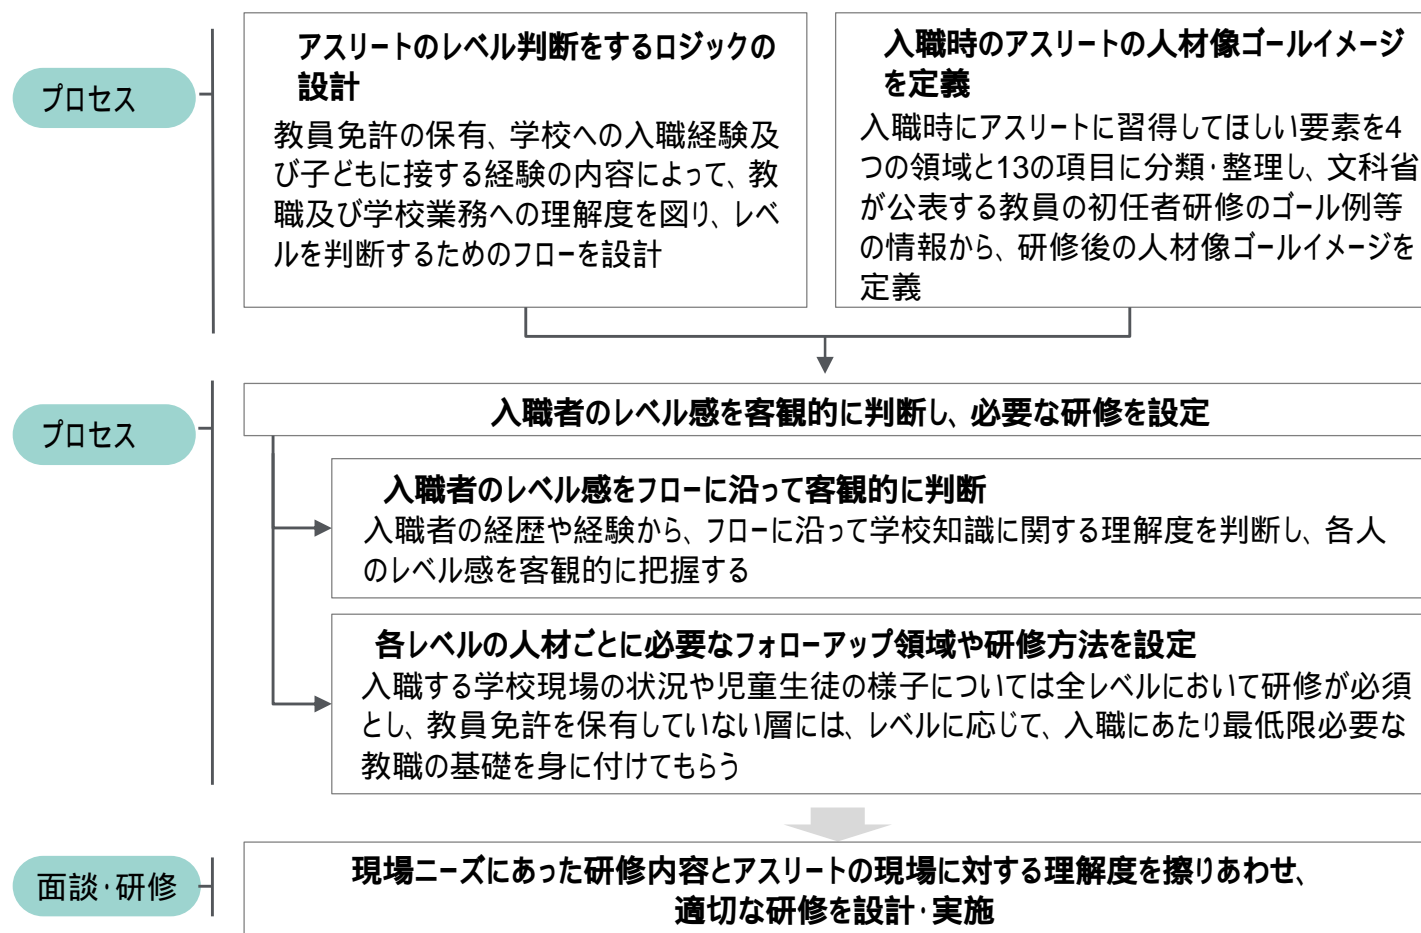 プロセス
アスリートのレベル判断をするロジックの
設計
教員免許の保有、学校への入職経験及
び子どもに接する経験の内容によって、教
職及び学校業務への理解度を図り、レベ
ルを判断するためのフローを設計
入職時のアスリートの人材像ゴールイメージ
を定義
入職時にアスリートに習得してほしい要素を4
つの領域と13の項目に分類・整理し、文科省
が公表する教員の初任者研修のゴール例等
の情報から、研修後の人材像ゴールイメージを
定義
プロセス
入職者のレベル感を客観的に判断し、必要な研修を設定
入職者のレベル感をフローに沿って客観的に判断
入職者の経歴や経験から、フローに沿って学校知識に関する理解度を判断し、各人
のレベル感を客観的に把握する
各レベルの人材ごとに必要なフォローアップ領域や研修方法を設定
入職する学校現場の状況や児童生徒の様子については全レベルにおいて研修が必須
とし、教員免許を保有していない層には、レベルに応じて、入職にあたり最低限必要な
教職の基礎を身に付けてもらう
面談・研修
現場ニーズにあった研修内容とアスリートの現場に対する理解度を擦りあわせ、
適切な研修を設計・実施